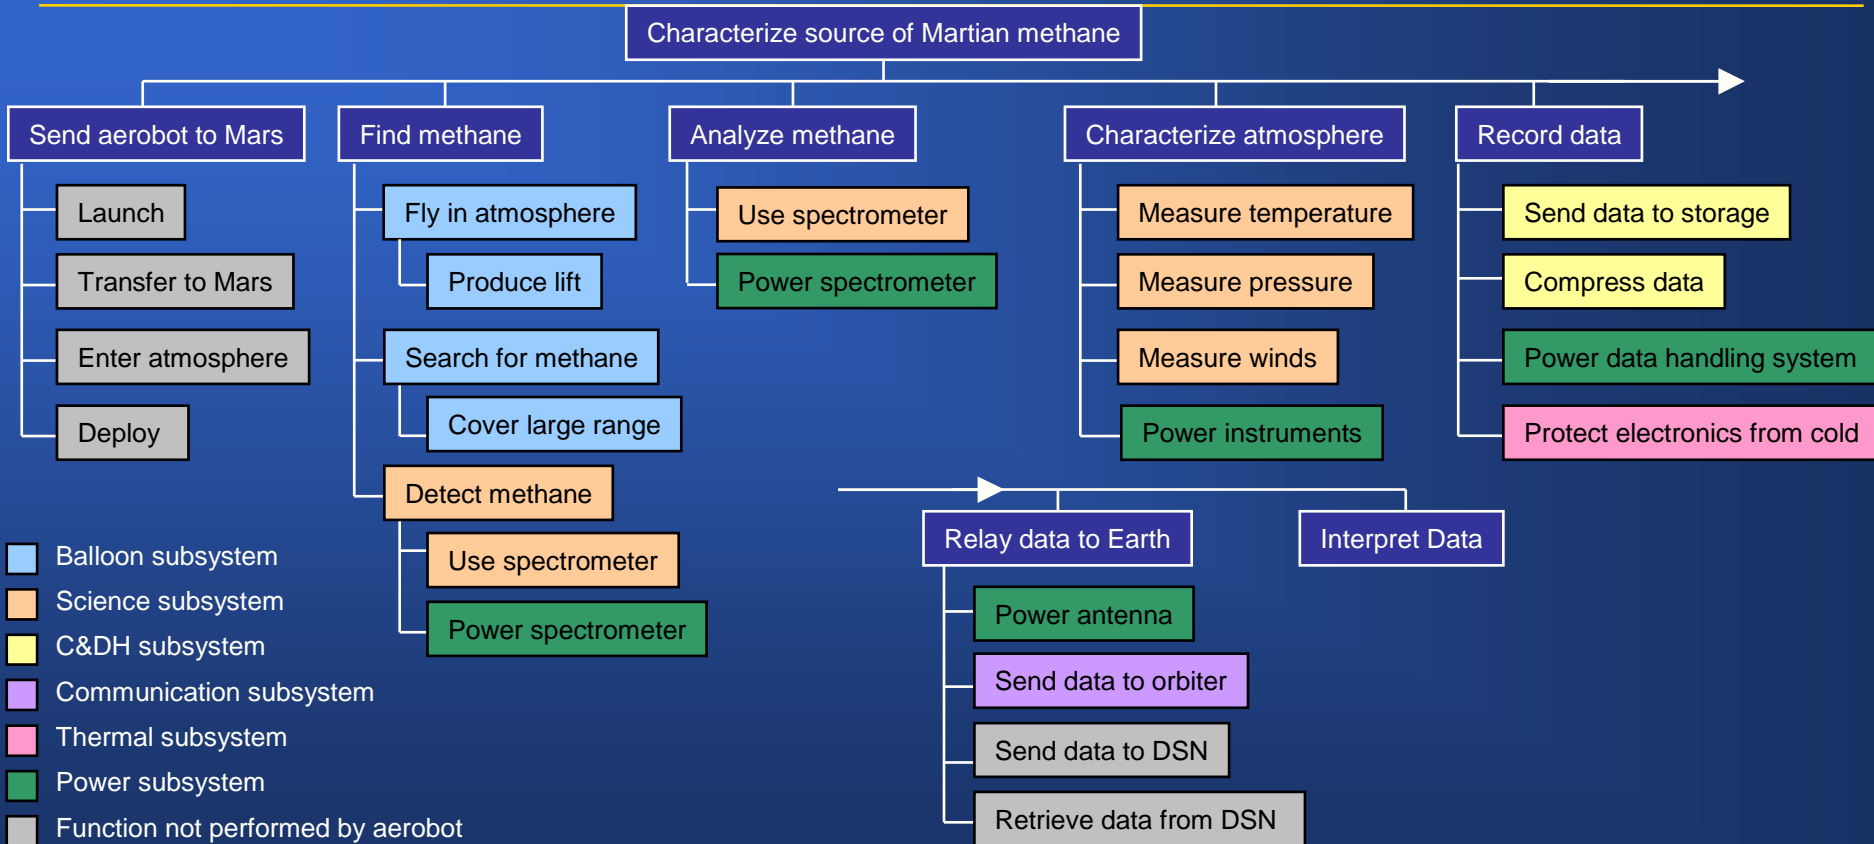 Characterize source of Martian methane
Send aerobot to Mars
Launch
Transfer to Mars
Enter atmosphere
Deploy
Find methane
Fly in atmosphere
Produce lift
Search for methane
Cover large range
Detect methane
Use spectrometer
Power spectrometer
Analyze methane
Use spectrometer
Power spectrometer
Characterize atmosphere
Measure temperature
Measure pressure
Measure winds
Power instruments
Record data
Send data to storage
Compress data
Power data handling system
Protect electronics from cold
Relay data to Earth
Power antenna
Send data to orbiter
Send data to DSN
Retrieve data from DSN
Interpret Data
Balloon subsystem
Science subsystem
C&DH subsystem
Communication subsystem
Thermal subsystem
Power subsystem
Function not performed by aerobot